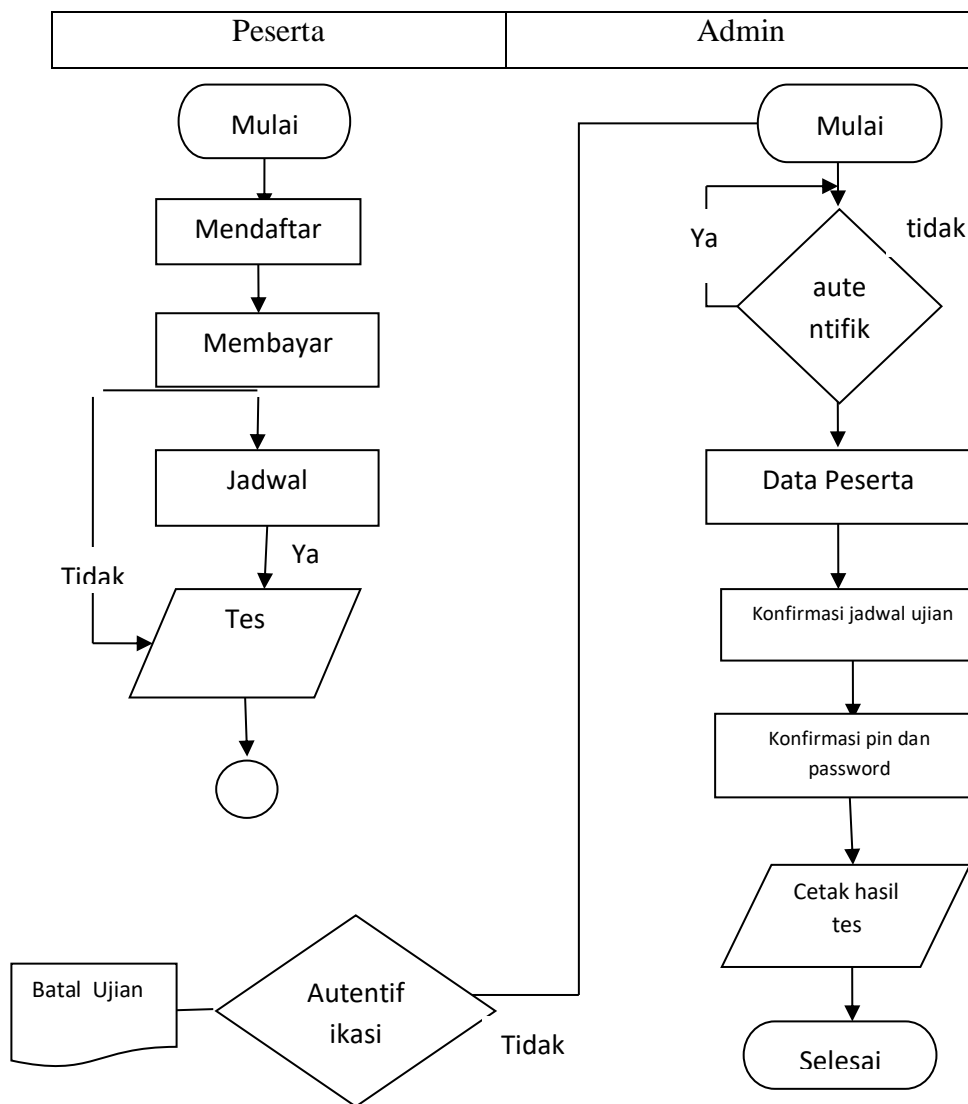 Peserta
Admin
Mulai
Mendaftar
Membayar
Jadwal
Ya
Tidak
Tes
Batal Ujian
Autentif
ikasi
Tidak
Mulai
Ya
tidak
aute
ntifik
Data Peserta
Konfirmasi jadwal ujian
Konfirmasi pin dan
password
Cetak hasil
tes
Selesai